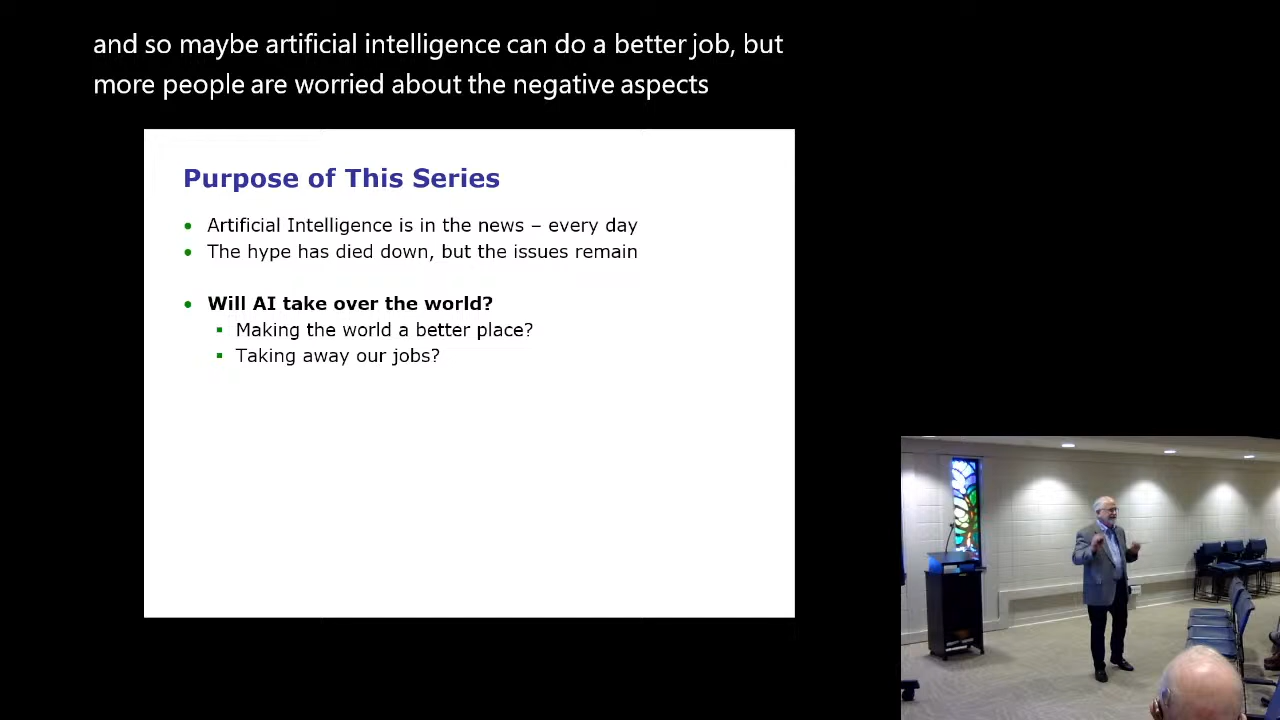 and so maybe artificial intelligence can do a better job, but
more people are worried about the negative aspects
Purpose of This Series
• Artificial Intelligence is in the news – every day
• The hype has died down, but the issues remain
• Will AI take over the world?
▪ Making the world a better place?
▪ Taking away our jobs?